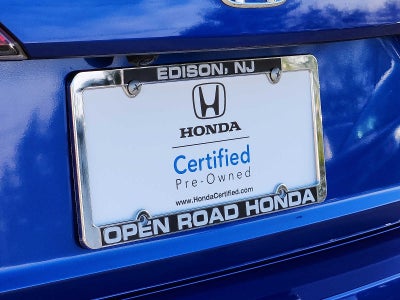 EDISON, NJ
HONDA
Certified
Pre-Owned
www.HondaCertified.com
OPEN ROAD HONDA